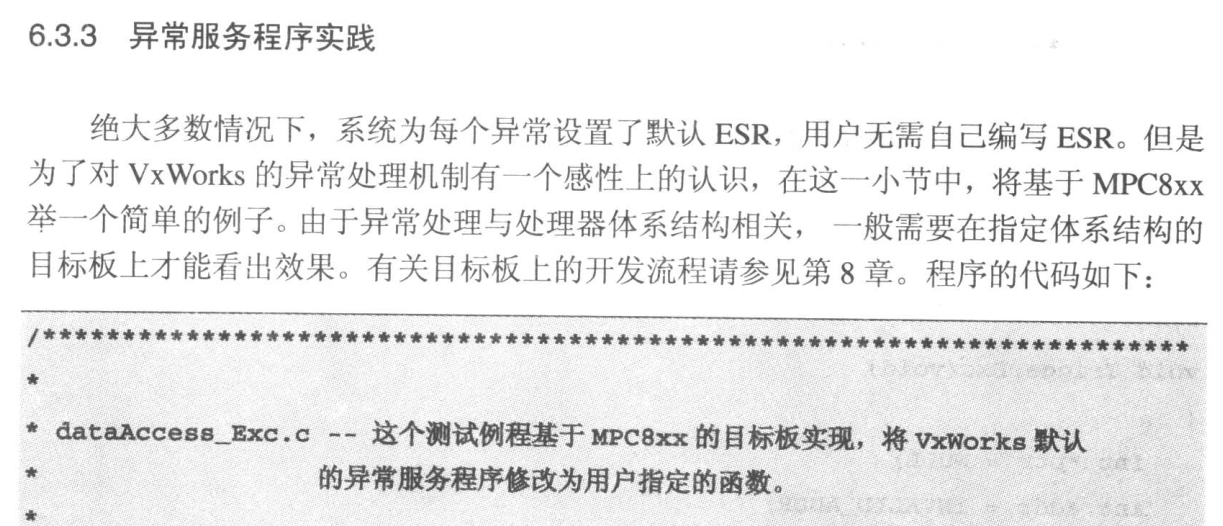 6.3.3 异常服务程序实践
绝大多数情况下，系统为每个异常设置了默认 ESR，用户无需自己编写 ESR。但是
为了对 VxWorks 的异常处理机制有一个感性上的认识，在这一小节中，将基于 MPC8xx
举一个简单的例子。由于异常处理与处理器体系结构相关， 一般需要在指定体系结构的
目标板上才能看出效果。有关目标板上的开发流程请参见第 8 章。程序的代码如下：
/*************************************************************************
*
* dataAccess_Exc.c -- 这个测试例程基于 MPC8xx 的目标板实现，将 VxWorks 默认
* 的异常服务程序修改为用户指定的函数。
*